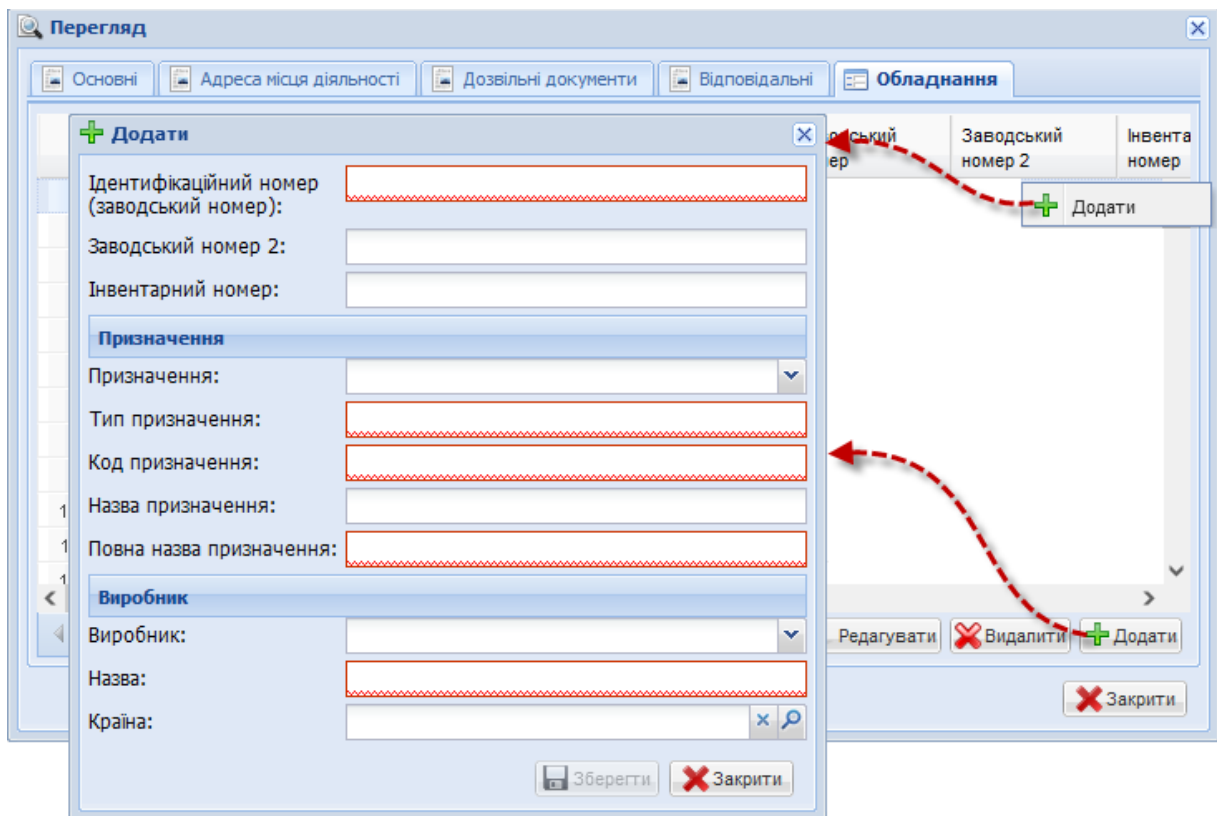 Перегляд
Основні
Адреса місця діяльності
Дозвільні документи
Відповідальні
Обладнання
Заводський
номер 2
Інвента
номер
Додати
Додати
Ідентифікаційний номер
(заводський номер):
Заводський номер 2:
Інвентарний номер:
Призначення
Призначення:
Тип призначення:
Код призначення:
Назва призначення:
Повна назва призначення:
Виробник
Виробник:
Назва:
Країна:
Зберегти
Закрити
Редагувати
Видалити
Додати
Закрити